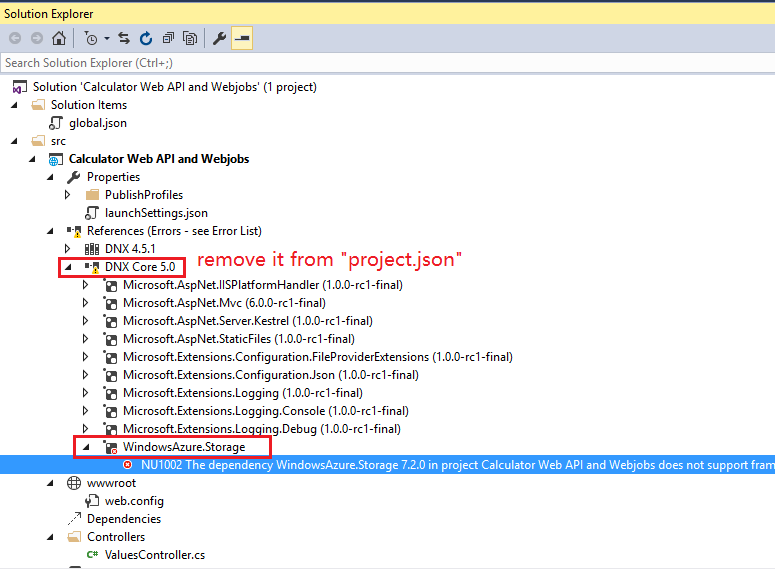 Solution Explorer
Search Solution Explorer (Ctrl+;)
Solution 'Calculator Web API and Webjobs' (1 project)
Solution Items
global.json
src
Calculator Web API and Webjobs
Properties
PublishProfiles
launchSettings.json
References (Errors - see Error List)
DNX 4.5.1
DNX Core 5.0 remove it from "project.json"
Microsoft.AspNet.IISPlatformHandler (1.0.0-rc1-final)
Microsoft.AspNet.Mvc (6.0.0-rc1-final)
Microsoft.AspNet.Server.Kestrel (1.0.0-rc1-final)
Microsoft.AspNet.StaticFiles (1.0.0-rc1-final)
Microsoft.Extensions.Configuration.FileProviderExtensions (1.0.0-rc1-final)
Microsoft.Extensions.Configuration.Json (1.0.0-rc1-final)
Microsoft.Extensions.Logging (1.0.0-rc1-final)
Microsoft.Extensions.Logging.Console (1.0.0-rc1-final)
Microsoft.Extensions.Logging.Debug (1.0.0-rc1-final)
WindowsAzure.Storage
NU1002 The dependency WindowsAzure.Storage 7.2.0 in project Calculator Web API and Webjobs does not support fram
wwwroot
web.config
Dependencies
Controllers
C# ValuesController.cs